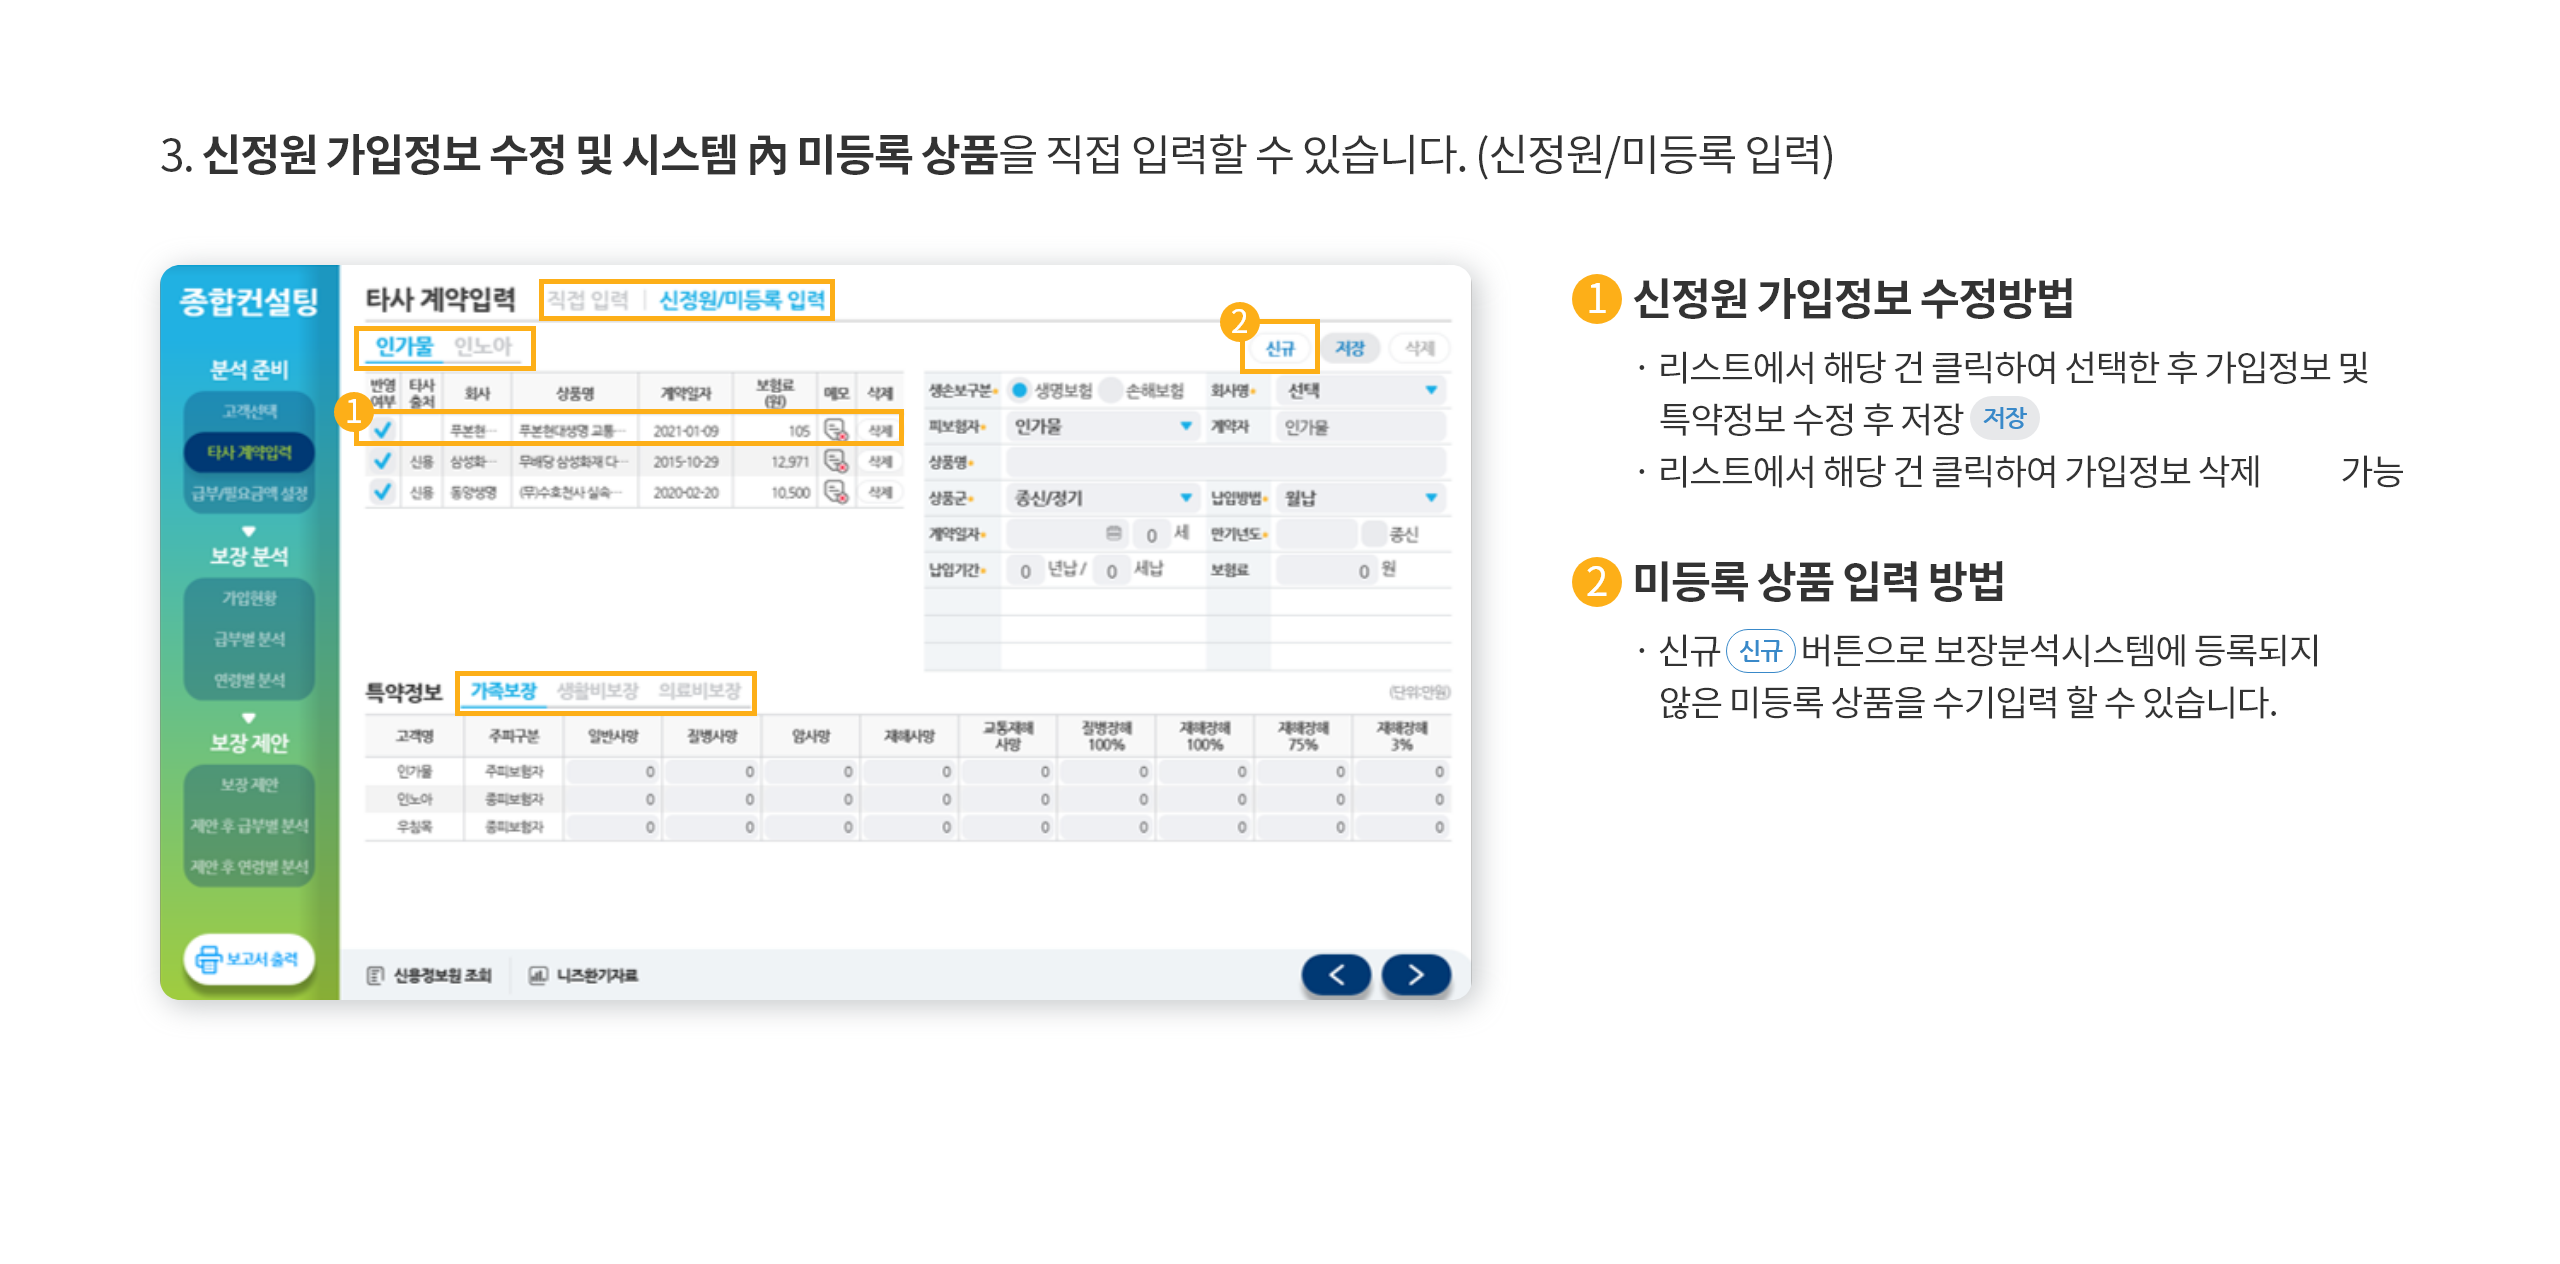 3. 신정원 가입정보 수정 및 시스템 內 미등록 상품을 직접 입력할 수 있습니다. (신정원/미등록 입력)
종합컨설팅
분석 준비
고객선택
타사 계약입력
급부/필요금액 설정
보장 분석
가입현황
급부별 분석
연령별 분석
보장 제안
보장 제안
제안 후 급부별 분석
제안 후 연령별 분석
보고서 출력
타사 계약입력 직접 입력 | 신정원/미등록 입력
인가물 인노아
2
신규 저장 삭제
반영여부 타사출처 회사 상품명 계약일자 보험료(원) 메모 삭제
1
푸본현… 푸본현대생명 교통… 2021-01-09 105 삭제
신용 삼성화… 무배당 삼성화재 다… 2015-10-29 12,971 삭제
신용 동양생명 (무)수호천사 실속… 2020-02-20 10,500 삭제
생손보구분 생명보험 손해보험 회사명 선택
피보험자 인가물 계약자 인가물
상품명
상품군 종신/정기 납입방법 월납
계약일자 0 세 만기년도 종신
납입기간 0 년납 / 0 세납 보험료 0 원
특약정보 가족보장 생활비보장 의료비보장 (단위:만원)
고객명 주피구분 일반사망 질병사망 암사망 재해사망 교통재해사망 질병장해100% 재해장해100% 재해장해75% 재해장해3%
인가물 주피보험자 0 0 0 0 0 0 0 0 0
인노아 종피보험자 0 0 0 0 0 0 0 0 0
우침목 종피보험자 0 0 0 0 0 0 0 0 0
신용정보원 조회 니즈환기자료
1 신정원 가입정보 수정방법
· 리스트에서 해당 건 클릭하여 선택한 후 가입정보 및
특약정보 수정 후 저장 저장
· 리스트에서 해당 건 클릭하여 가입정보 삭제 가능
2 미등록 상품 입력 방법
· 신규 신규 버튼으로 보장분석시스템에 등록되지
않은 미등록 상품을 수기입력 할 수 있습니다.